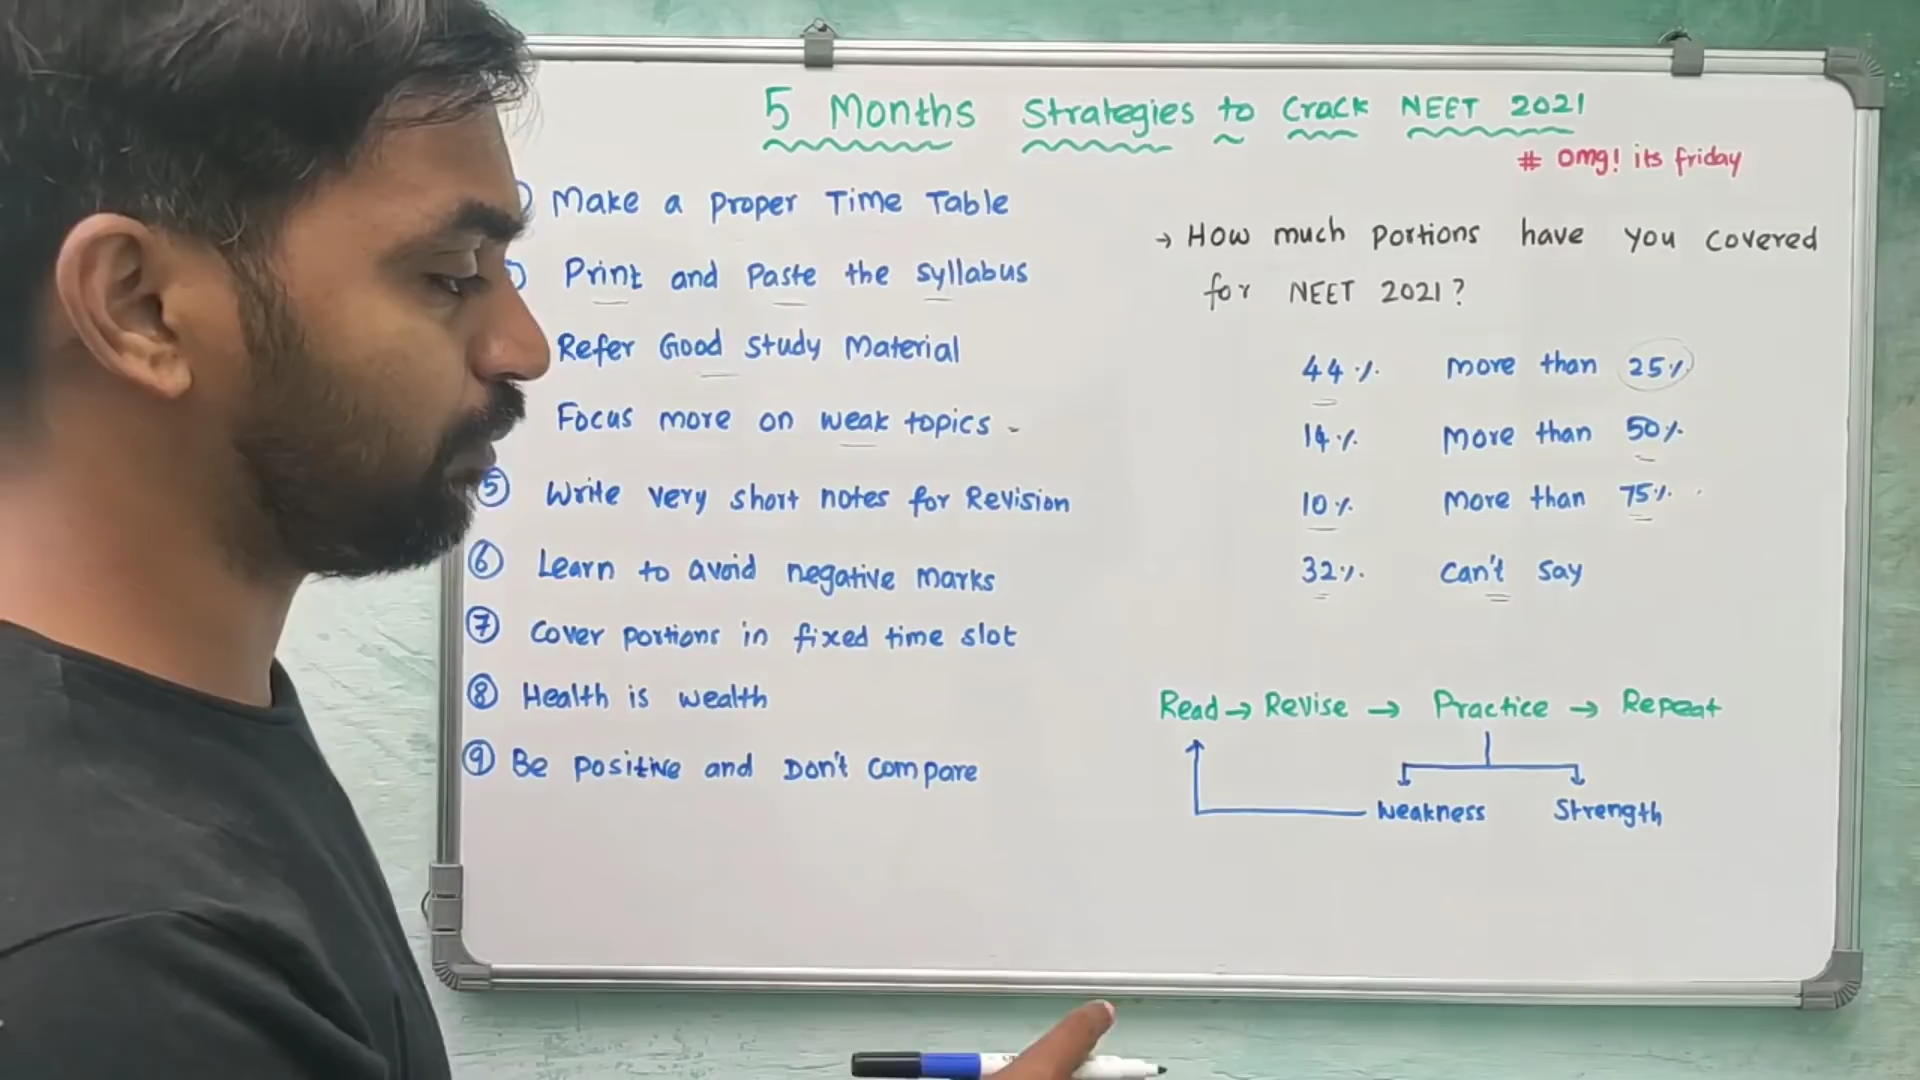 5 Months Strategies to Crack NEET 2021
# omg! its friday
Make a Proper Time Table
Print and Paste the syllabus
Refer Good study Material
Focus more on weak topics
⑤ Write very short notes for Revision
⑥ Learn to avoid negative marks
⑦ Cover portions in fixed time slot
⑧ Health is wealth
⑨ Be positive and Don't compare
→ How much portions have you covered
for NEET 2021?
44% more than 25%
14% more than 50%
10% more than 75%
32% can't say
Read → Revise → Practice → Repeat
Weakness Strength